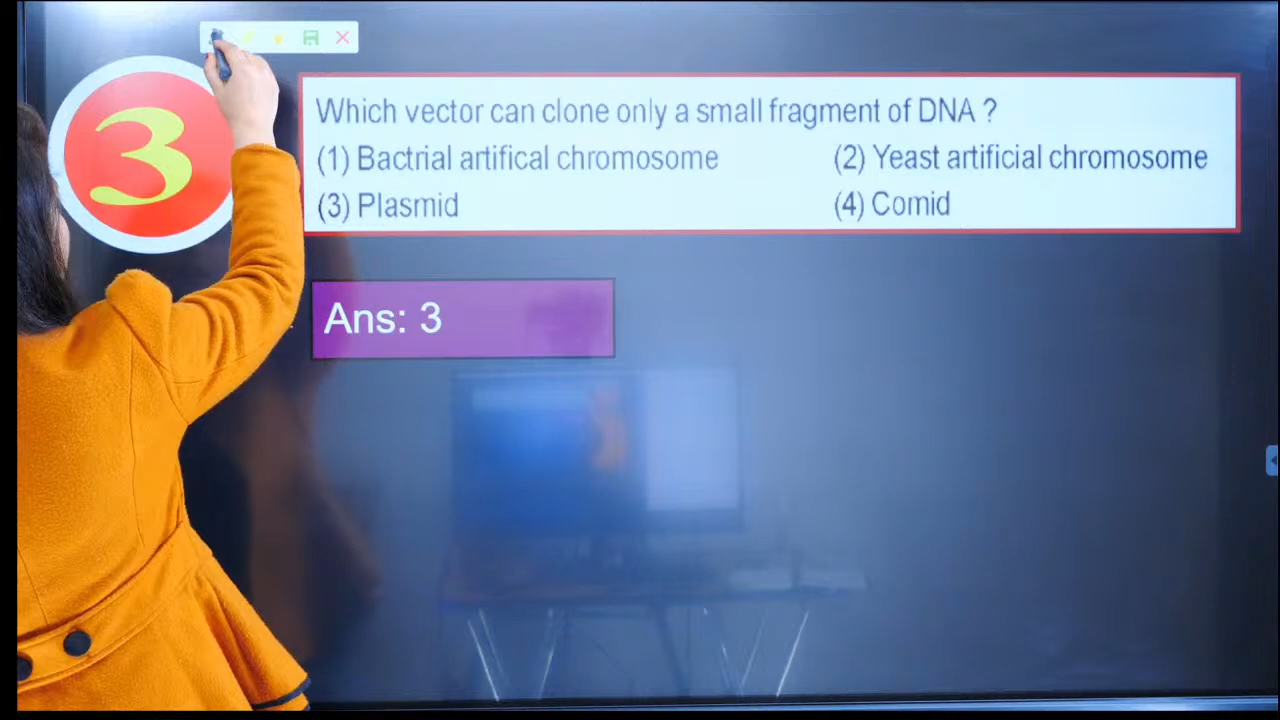 3
Which vector can clone only a small fragment of DNA ?
(1) Bactrial artifical chromosome (2) Yeast artificial chromosome
(3) Plasmid (4) Comid
Ans: 3